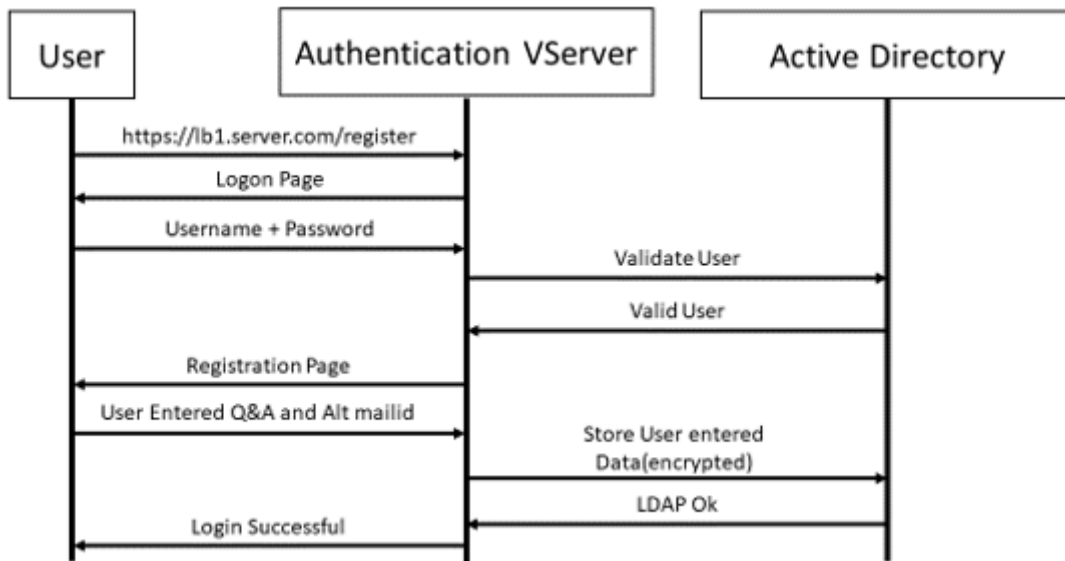 User
Authentication VServer
Active Directory
https://lb1.server.com/register
Logon Page
Username + Password
Validate User
Valid User
Registration Page
User Entered Q&A and Alt mailid
Store User entered
Data(encrypted)
LDAP Ok
Login Successful